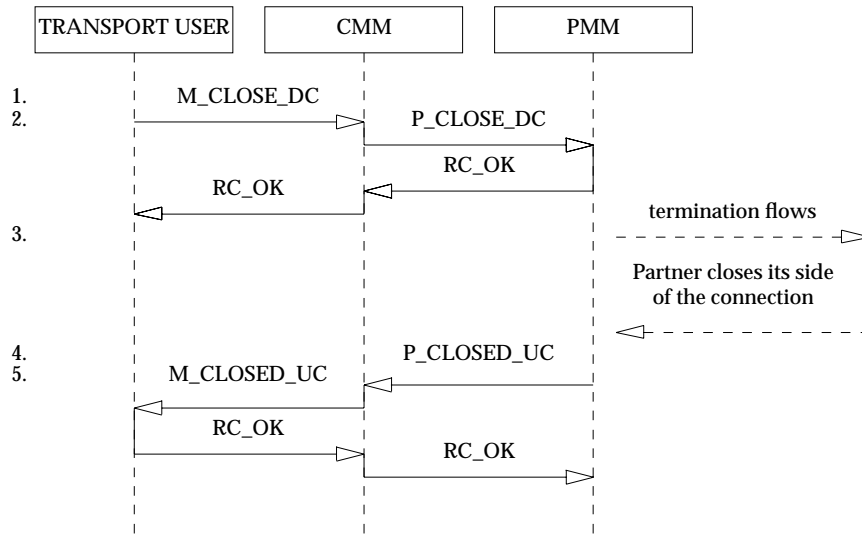 TRANSPORT USER
CMM
PMM
1.
M_CLOSE_DC
2.
P_CLOSE_DC
RC_OK
RC_OK
termination flows
3.
Partner closes its side
of the connection
4.
P_CLOSED_UC
5.
M_CLOSED_UC
RC_OK
RC_OK